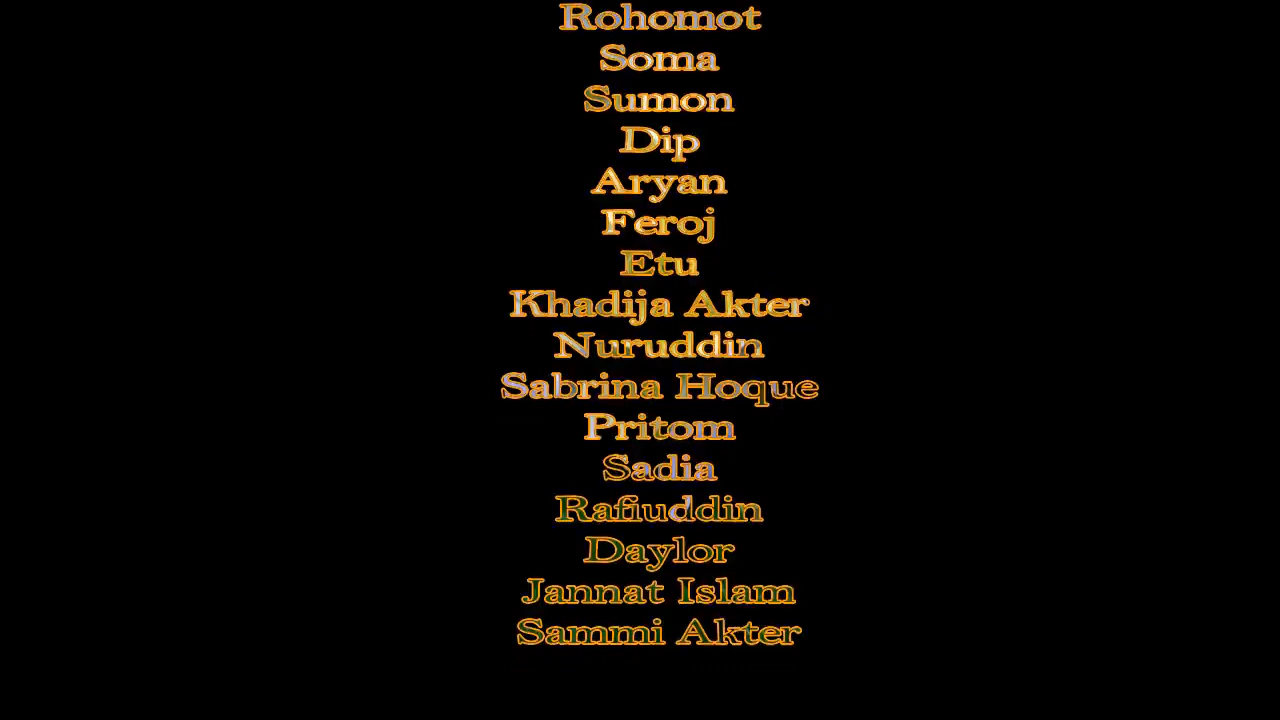 Rohomot
Soma
Sumon
Dip
Aryan
Feroj
Etu
Khadija Akter
Nuruddin
Sabrina Hoque
Pritom
Sadia
Rafiuddin
Daylor
Jannat Islam
Sammi Akter